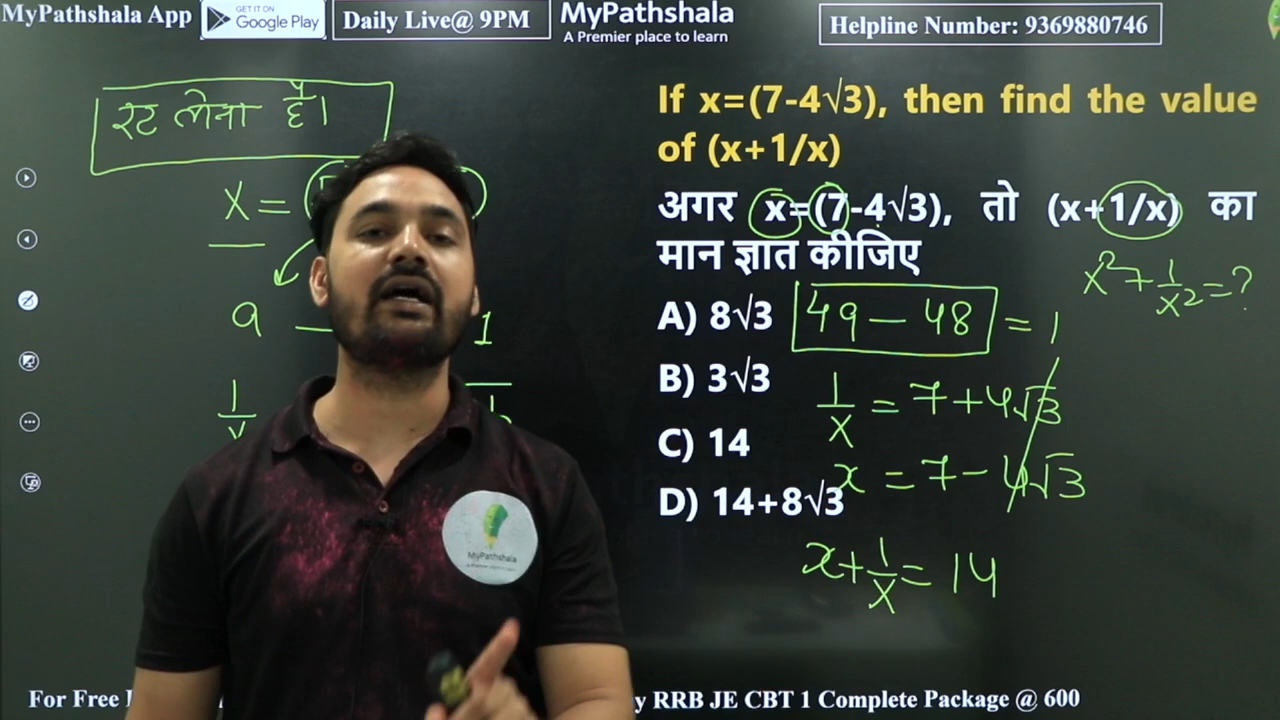 MyPathshala App
GET IT ON
Google Play
Daily Live@ 9PM
MyPathshala
A Premier place to learn
Helpline Number: 9369880746
रट लेना है।
x =
9 — 1
1/x
If x=(7-4√3), then find the value
of (x+1/x)
अगर x=(7-4√3), तो (x+1/x) का
मान ज्ञात कीजिए
x²+1/x²=?
A) 8√3
49 — 48 = 1
B) 3√3
1/x = 7+4√3
C) 14
x = 7-4√3
D) 14+8√3
x+1/x = 14
MyPathshala
For Free
RRB JE CBT 1 Complete Package @ 600